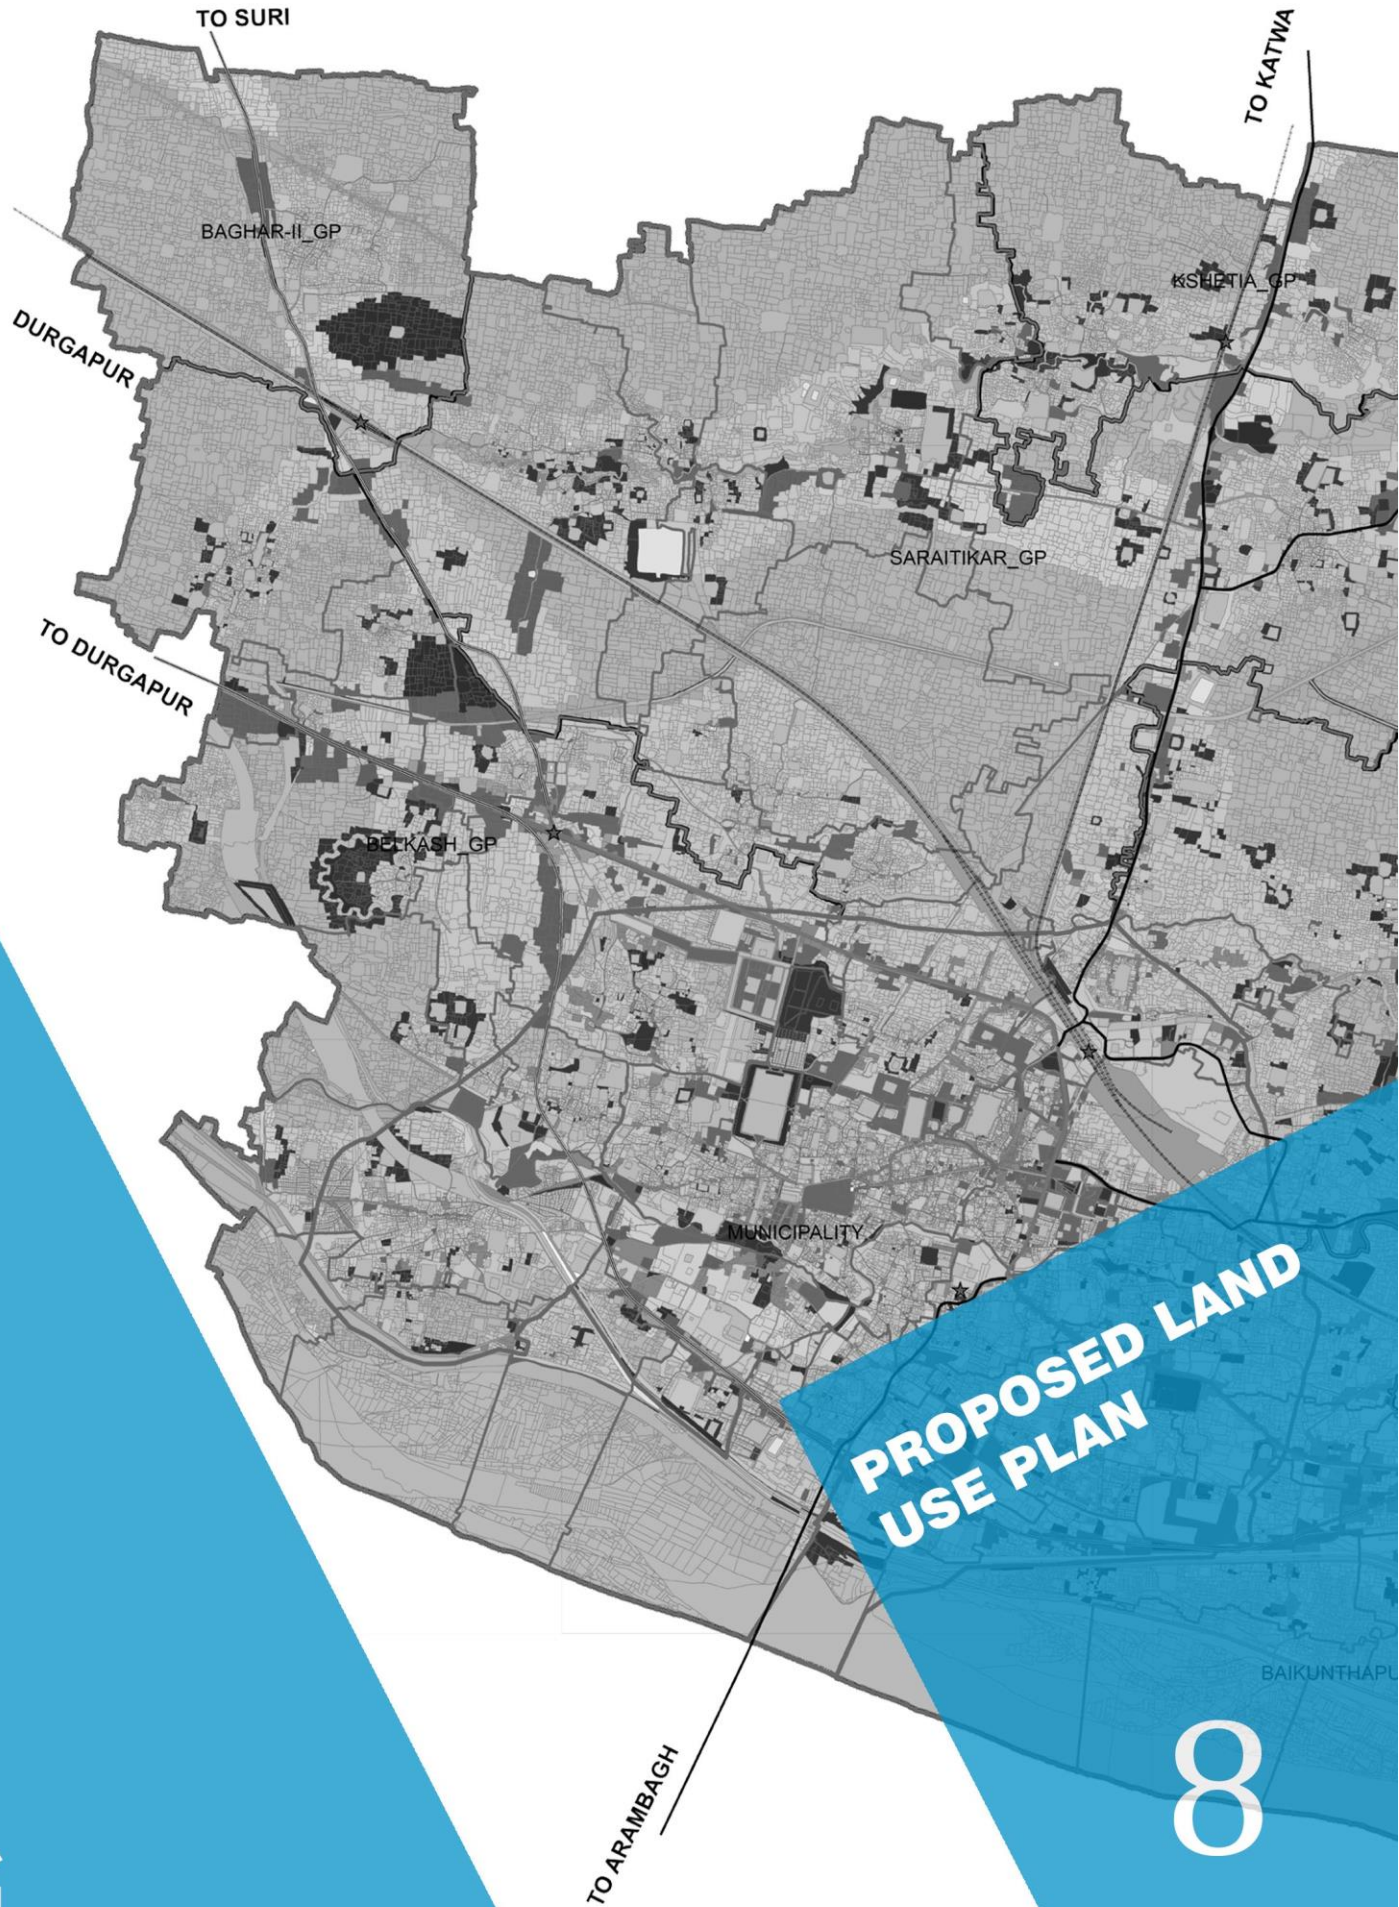 TO SURI
TO KATWA
BAGHAR-II_GP
KSHETIA_GP
DURGAPUR
SARAITIKAR_GP
TO DURGAPUR
BELKASH_GP
MUNICIPALITY
PROPOSED LAND
USE PLAN
BAIKUNTHAPU
8
TO ARAMBAGH